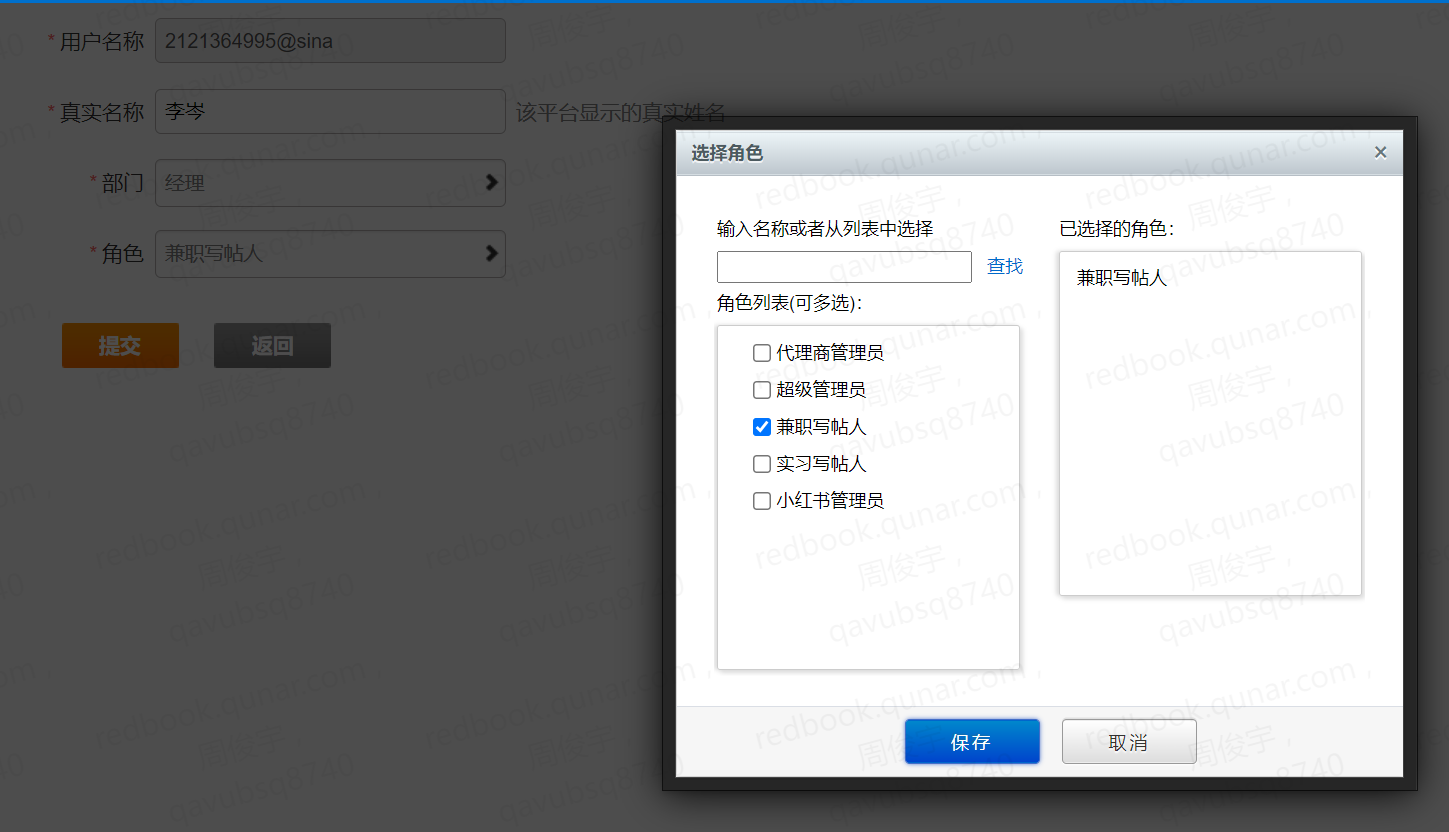 * 用户名称 2121364995@sina
* 真实名称 李岑 该平台显示的真实姓名
* 部门 经理
* 角色 兼职写帖人
提交 返回
选择角色 ×
输入名称或者从列表中选择
查找
角色列表(可多选):
代理商管理员
超级管理员
兼职写帖人
实习写帖人
小红书管理员
已选择的角色:
兼职写帖人
保存 取消
redbook.qunar.com,
周俊宇,
qavubsq8740